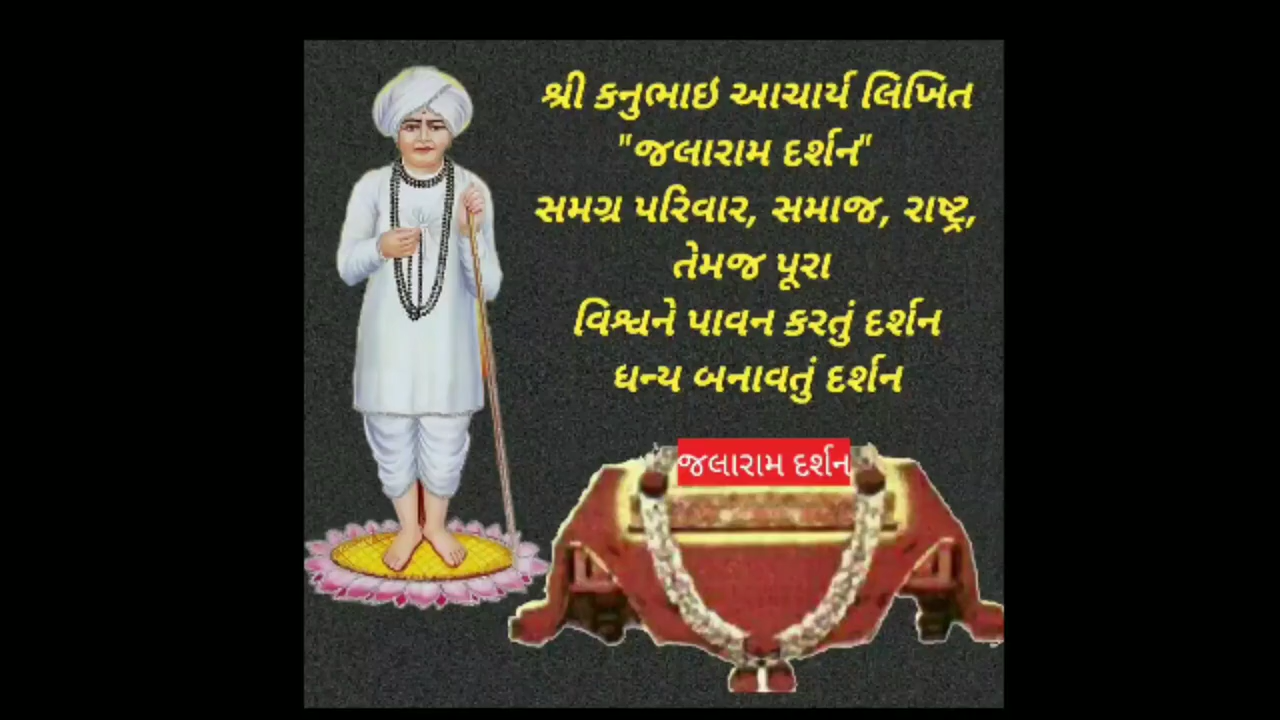 શ્રી કનુભાઇ આચાર્ય લિખિત
"જલારામ દર્શન"
સમગ્ર પરિવાર, સમાજ, રાષ્ટ્ર,
તેમજ પૂરા
વિશ્વને પાવન કરતું દર્શન
ધન્ય બનાવતું દર્શન
જલારામ દર્શન